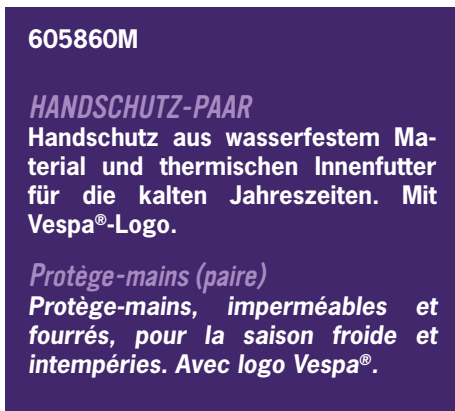 605860M
HANDSCHUTZ-PAAR
Handschutz aus wasserfestem Ma-
terial und thermischen Innenfutter
für die kalten Jahreszeiten. Mit
Vespa®-Logo.
Protège-mains (paire)
Protège-mains, imperméables et
fourrés, pour la saison froide et
intempéries. Avec logo Vespa®.